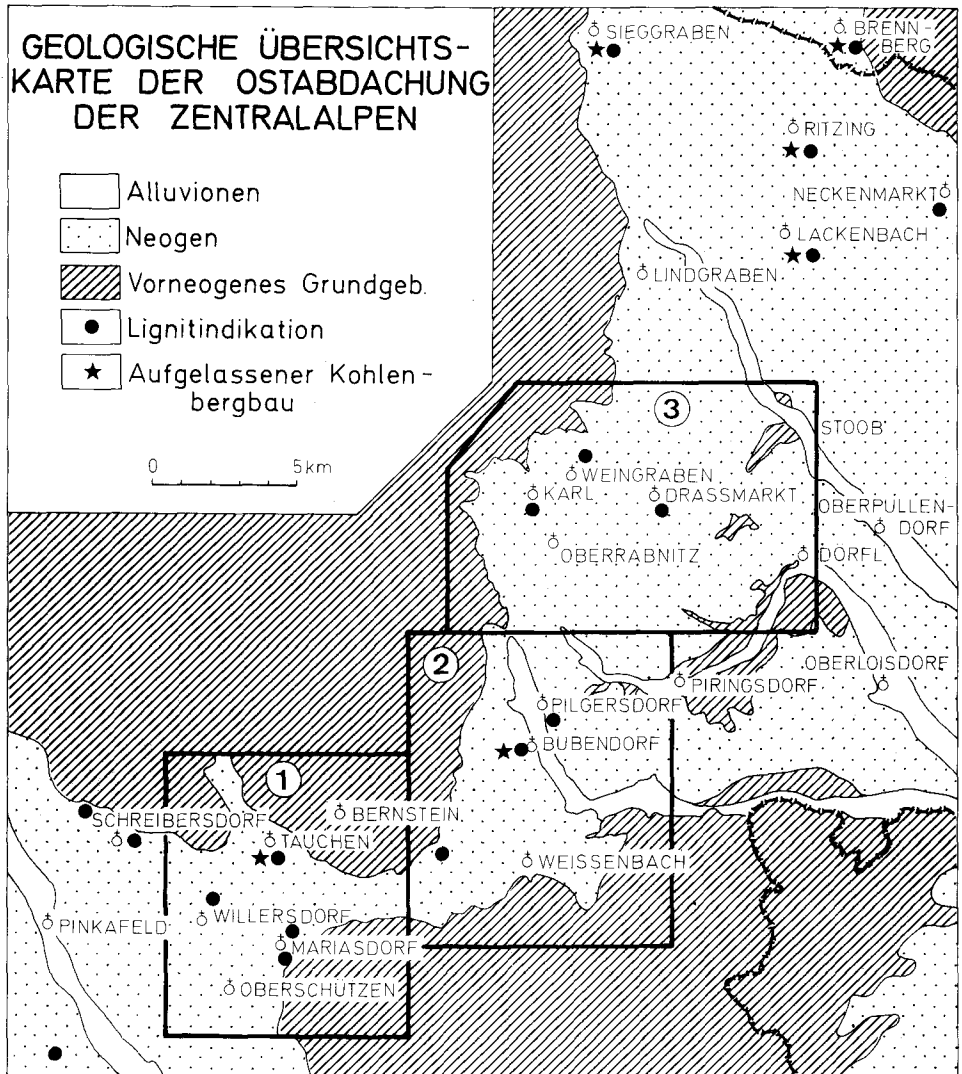 GEOLOGISCHE ÜBERSICHTS-
KARTE DER OSTABDACHUNG
DER ZENTRALALPEN
Alluvionen
Neogen
Vorneogenes Grundgeb.
Lignitindikation
Aufgelassener Kohlen-
bergbau
0 5km
SIEGGRABEN
BRENN-
BERG
RITZING
NECKENMARKT
LACKENBACH
LINDGRABEN
3
STOOB
WEINGRABEN
KARL
DRASSMARKT
OBERPULLEN-
DORF
OBERRABNITZ
DÖRFL
2
OBERLOISDORF
PIRINGSDORF
PILGERSDORF
BUBENDORF
1
BERNSTEIN
SCHREIBERSDORF
TAUCHEN
WEISSENBACH
WILLERSDORF
PINKAFELD
MARIASDORF
OBERSCHÜTZEN